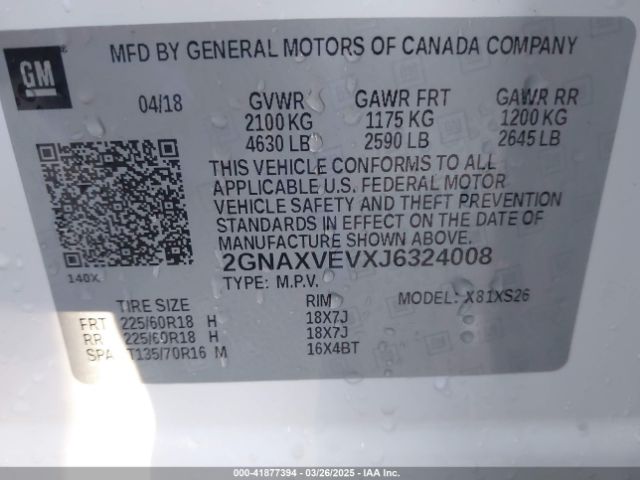 GM
MFD BY GENERAL MOTORS OF CANADA COMPANY
04/18 GVWR GAWR FRT GAWR RR
2100 KG 1175 KG 1200 KG
4630 LB 2590 LB 2645 LB
THIS VEHICLE CONFORMS TO ALL
APPLICABLE U.S. FEDERAL MOTOR
VEHICLE SAFETY AND THEFT PREVENTION
STANDARDS IN EFFECT ON THE DATE OF
MANUFACTURE SHOWN ABOVE.
2GNAXVEVXJ6324008
140X TYPE: M.P.V. MODEL: X81XS26
TIRE SIZE RIM
FRT 225/60R18 H 18X7J
RR 225/60R18 H 18X7J
SPA T135/70R16 M 16X4BT
000-41877394 - 03/26/2025 - IAA Inc.